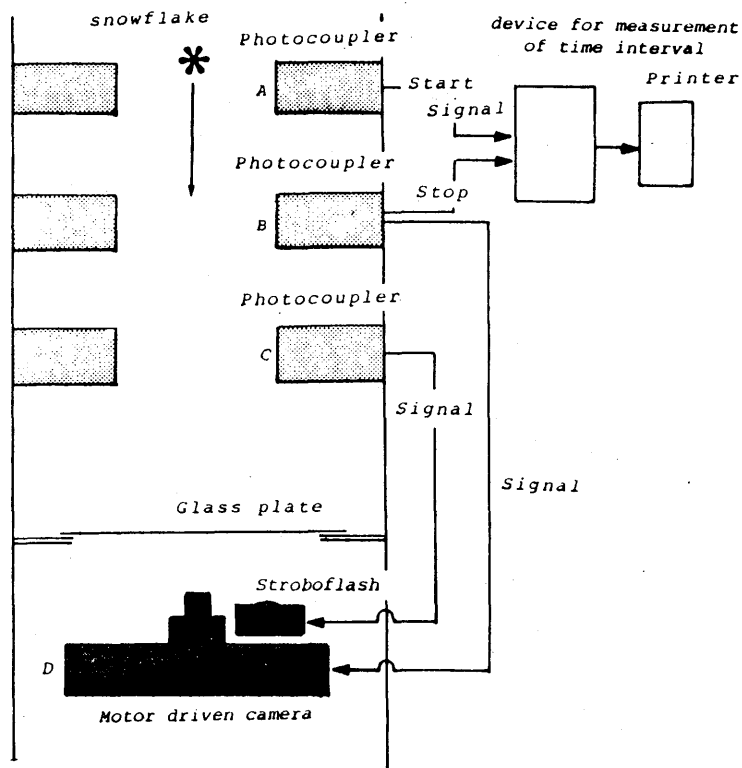 snowflake
device for measurement
of time interval
Photocoupler
Printer
A
Start
Signal
Photocoupler
Stop
B
Photocoupler
C
Signal
Signal
Glass plate
Stroboflash
D
Motor driven camera